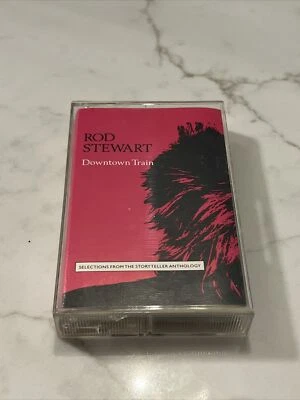 ROD
STEWART
Downtown Train
SELECTIONS FROM THE STORYTELLER ANTHOLOGY